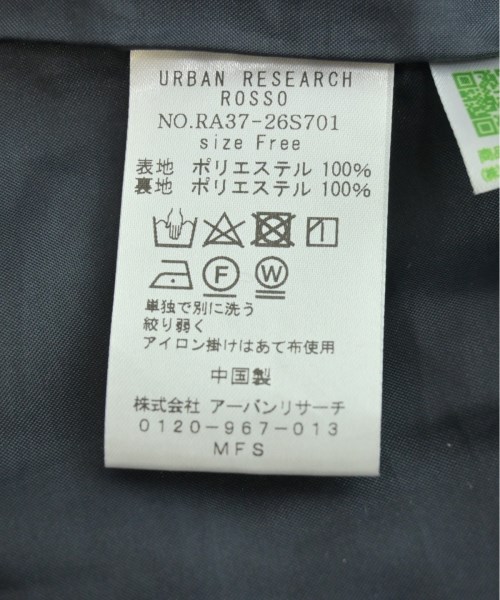 URBAN RESEARCH
ROSSO
NO.RA37-26S701
size Free
表地 ポリエステル 100%
裏地 ポリエステル 100%
F W
単独で別に洗う
絞り弱く
アイロン掛けはあて布使用
中国製
株式会社 アーバンリサーチ
0120-967-013
MFS